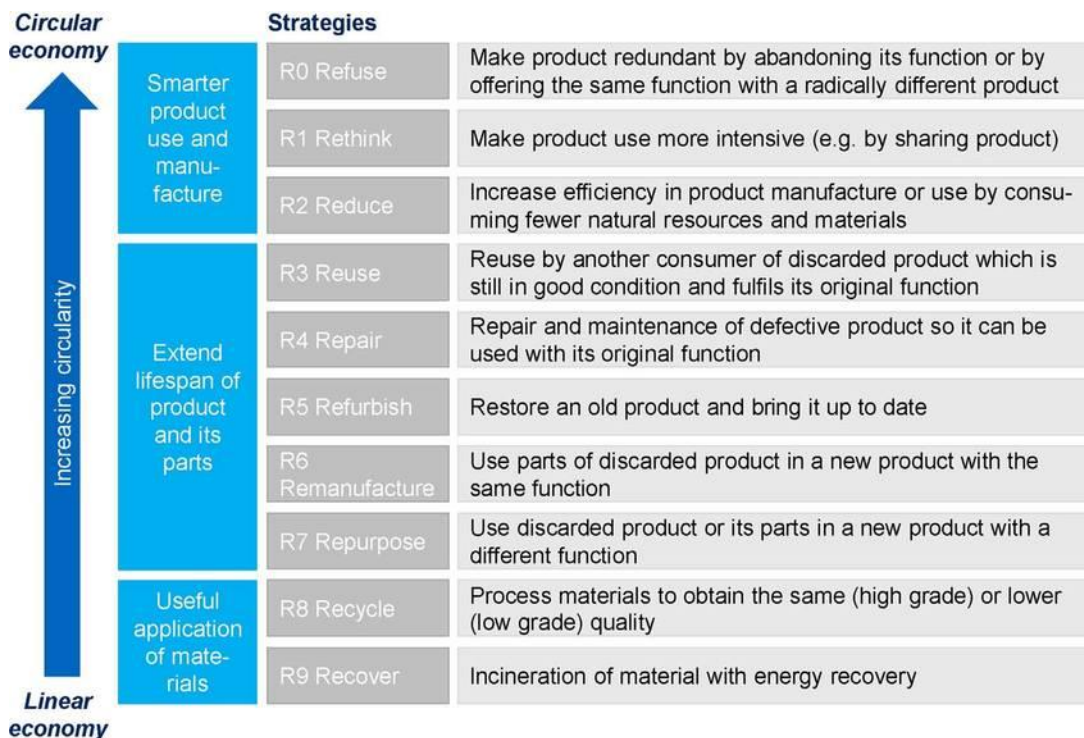 Circular
economy
Strategies
Increasing circularity
Linear
economy
Smarter
product
use and
manu-
facture
R0 Refuse
Make product redundant by abandoning its function or by
offering the same function with a radically different product
R1 Rethink
Make product use more intensive (e.g. by sharing product)
R2 Reduce
Increase efficiency in product manufacture or use by consu-
ming fewer natural resources and materials
Extend
lifespan of
product
and its
parts
R3 Reuse
Reuse by another consumer of discarded product which is
still in good condition and fulfils its original function
R4 Repair
Repair and maintenance of defective product so it can be
used with its original function
R5 Refurbish
Restore an old product and bring it up to date
R6
Remanufacture
Use parts of discarded product in a new product with the
same function
R7 Repurpose
Use discarded product or its parts in a new product with a
different function
Useful
application
of mate-
rials
R8 Recycle
Process materials to obtain the same (high grade) or lower
(low grade) quality
R9 Recover
Incineration of material with energy recovery